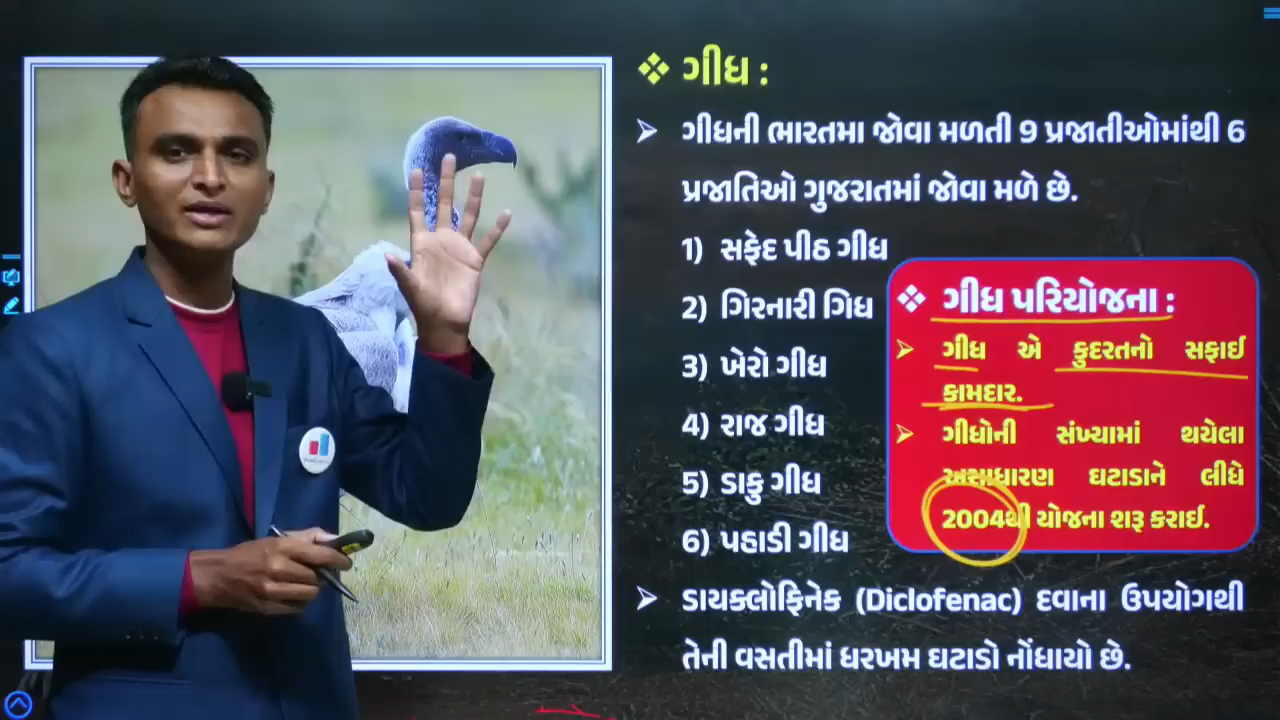 ❖ ગીધ :
➤ ગીધની ભારતમા જોવા મળતી 9 પ્રજાતીઓમાંથી 6
પ્રજાતિઓ ગુજરાતમાં જોવા મળે છે.
1) સફેદ પીઠ ગીધ
2) ગિરનારી ગિધ
3) ખેરો ગીધ
4) રાજ ગીધ
5) ડાકુ ગીધ
6) પહાડી ગીધ
❖ ગીધ પરિયોજના :
➤ ગીધ એ કુદરતનો સફાઈ
કામદાર.
➤ ગીધોની સંખ્યામાં થયેલા
અસાધારણ ઘટાડાને લીધે
2004થી યોજના શરૂ કરાઈ.
➤ ડાયક્લોફિનેક (Diclofenac) દવાના ઉપયોગથી
તેની વસતીમાં ધરખમ ઘટાડો નોંધાયો છે.